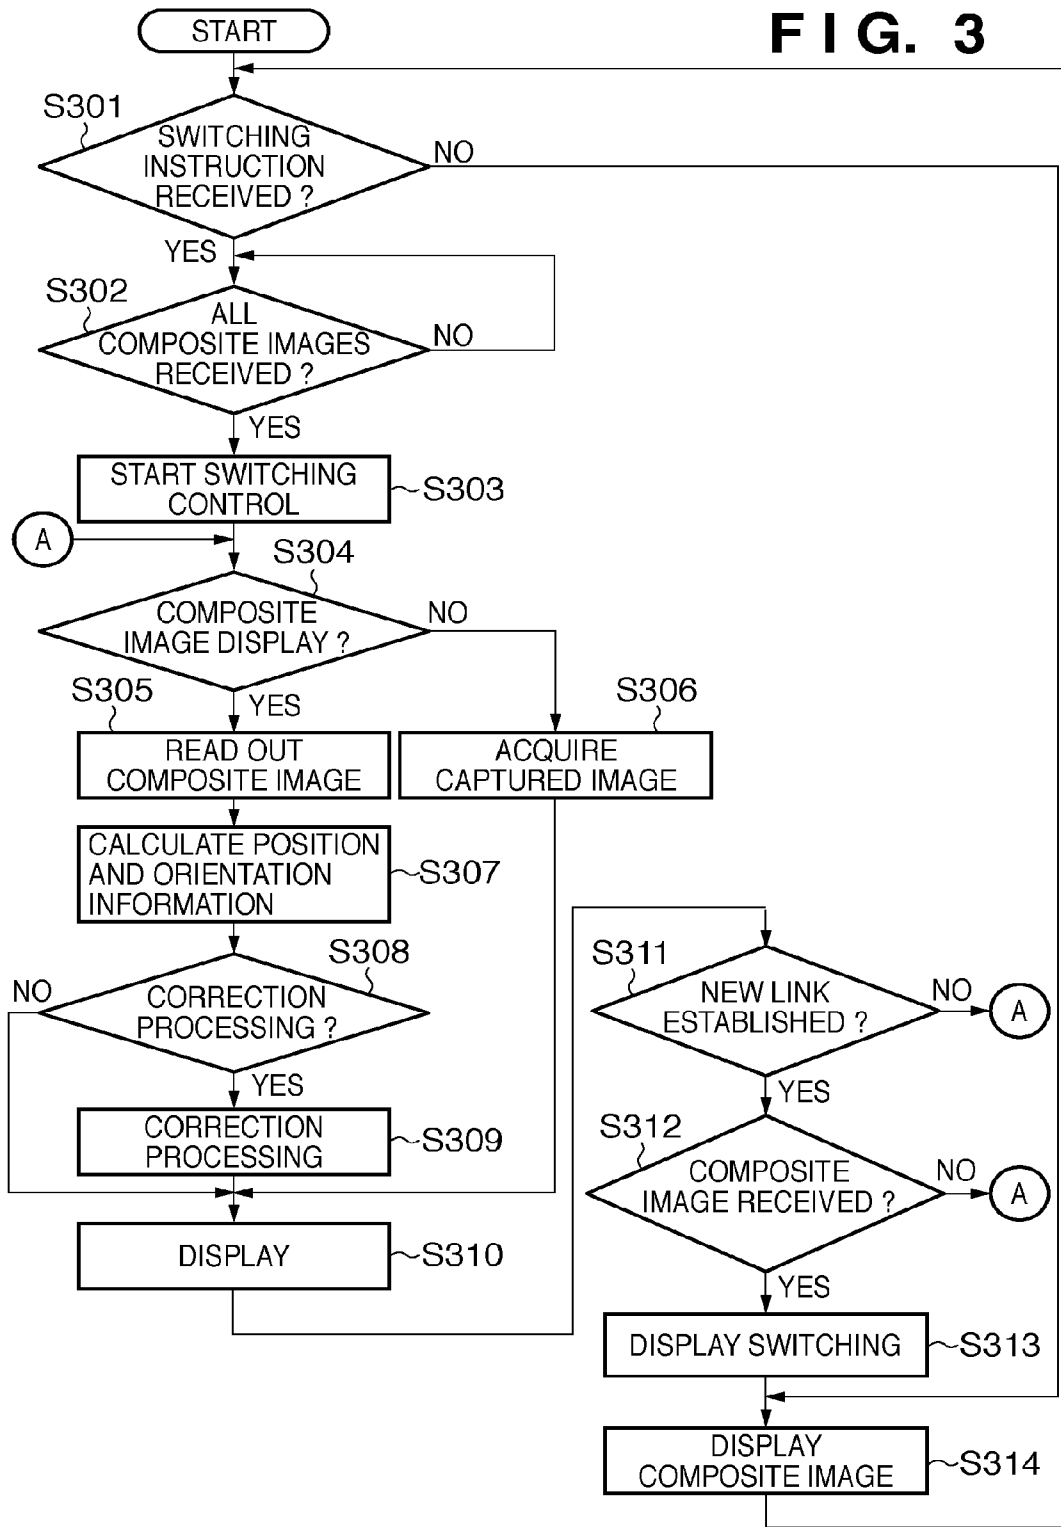 START
FIG. 3
S301
SWITCHING
INSTRUCTION
RECEIVED ?
NO
YES
S302
ALL
COMPOSITE IMAGES
RECEIVED ?
NO
YES
START SWITCHING
CONTROL
S303
A
S304
COMPOSITE
IMAGE DISPLAY ?
NO
YES
S305
READ OUT
COMPOSITE IMAGE
S306
ACQUIRE
CAPTURED IMAGE
CALCULATE POSITION
AND ORIENTATION
INFORMATION
S307
S308
NO
CORRECTION
PROCESSING ?
YES
CORRECTION
PROCESSING
S309
DISPLAY
S310
S311
NEW LINK
ESTABLISHED ?
NO
A
YES
S312
COMPOSITE
IMAGE RECEIVED ?
NO
A
YES
DISPLAY SWITCHING
S313
DISPLAY
COMPOSITE IMAGE
S314